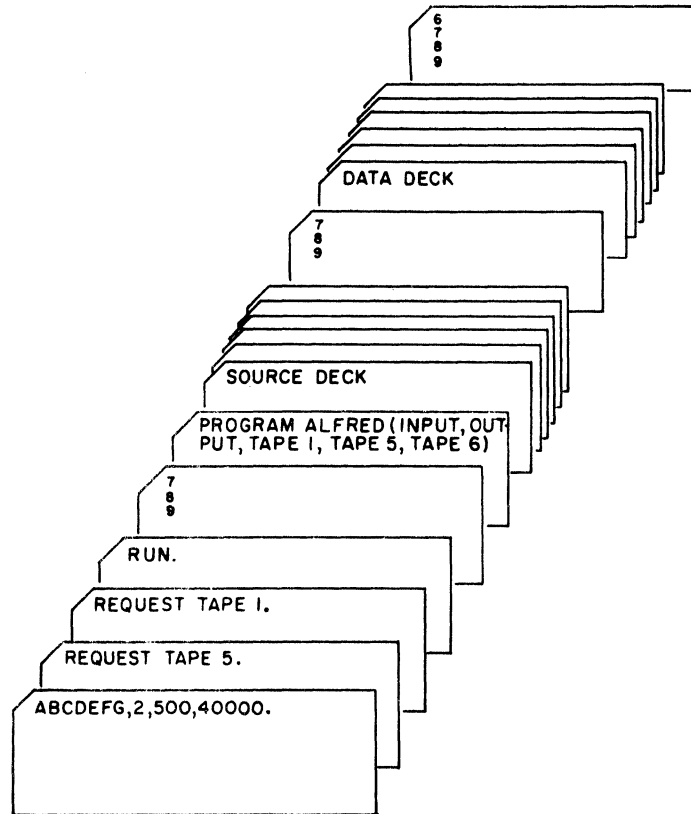 6
7
8
9
DATA DECK
7
8
9
SOURCE DECK
PROGRAM ALFRED (INPUT, OUT-
PUT, TAPE 1, TAPE 5, TAPE 6)
7
8
9
RUN.
REQUEST TAPE 1.
REQUEST TAPE 5.
ABCDEFG,2,500,40000.